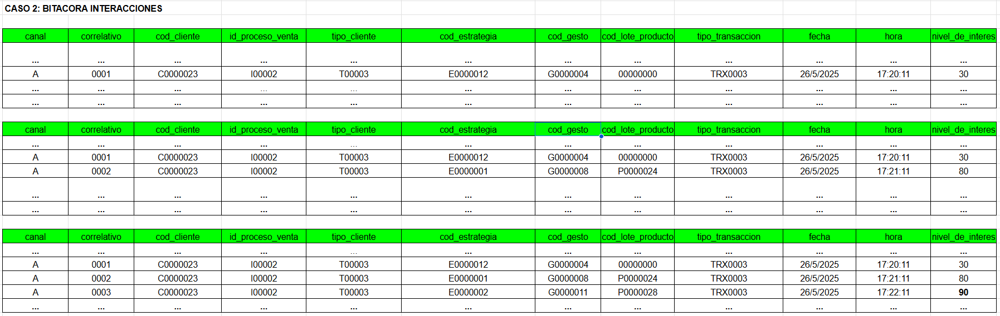 CASO 2: BITACORA INTERACCIONES
canal correlativo cod_cliente id_proceso_venta tipo_cliente cod_estrategia cod_gesto cod_lote_producto tipo_transaccion fecha hora nivel_de_interes
... ... ... ... ... ... ... ... ... ... ... ...
A 0001 C0000023 I00002 T00003 E0000012 G0000004 00000000 TRX0003 26/5/2025 17:20:11 30
... ... ... ... ... ... ... ... ... ... ... ...
... ... ... ... ... ... ... ... ... ... ... ...
canal correlativo cod_cliente id_proceso_venta tipo_cliente cod_estrategia cod_gesto cod_lote_producto tipo_transaccion fecha hora nivel_de_interes
... ... ... ... ... ... ... ... ... ... ... ...
A 0001 C0000023 I00002 T00003 E0000012 G0000004 00000000 TRX0003 26/5/2025 17:20:11 30
A 0002 C0000023 I00002 T00003 E0000001 G0000008 P0000024 TRX0003 26/5/2025 17:21:11 80
... ... ... ... ... ... ... ... ... ... ... ...
... ... ... ... ... ... ... ... ... ... ... ...
canal correlativo cod_cliente id_proceso_venta tipo_cliente cod_estrategia cod_gesto cod_lote_producto tipo_transaccion fecha hora nivel_de_interes
... ... ... ... ... ... ... ... ... ... ... ...
A 0001 C0000023 I00002 T00003 E0000012 G0000004 00000000 TRX0003 26/5/2025 17:20:11 30
A 0002 C0000023 I00002 T00003 E0000001 G0000008 P0000024 TRX0003 26/5/2025 17:21:11 80
A 0003 C0000023 I00002 T00003 E0000002 G0000011 P0000028 TRX0003 26/5/2025 17:22:11 90
... ... ... ... ... ... ... ... ... ... ... ...